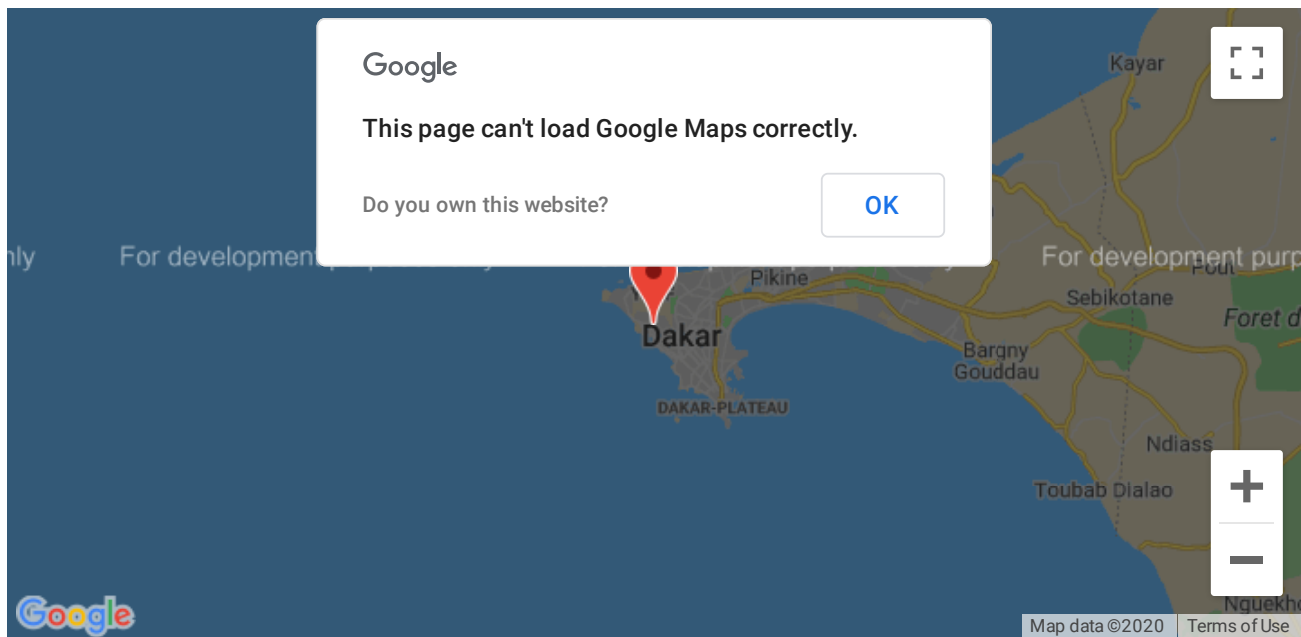 Google
This page can't load Google Maps correctly.
Do you own this website?
OK
Kayar
For development
For development purp
Pikine
Pout
Sebikotane
Foret d
Dakar
Bargny
Gouddau
DAKAR-PLATEAU
Ndiass
Toubab Dialao
Nguekh
Google
Map data ©2020
Terms of Use